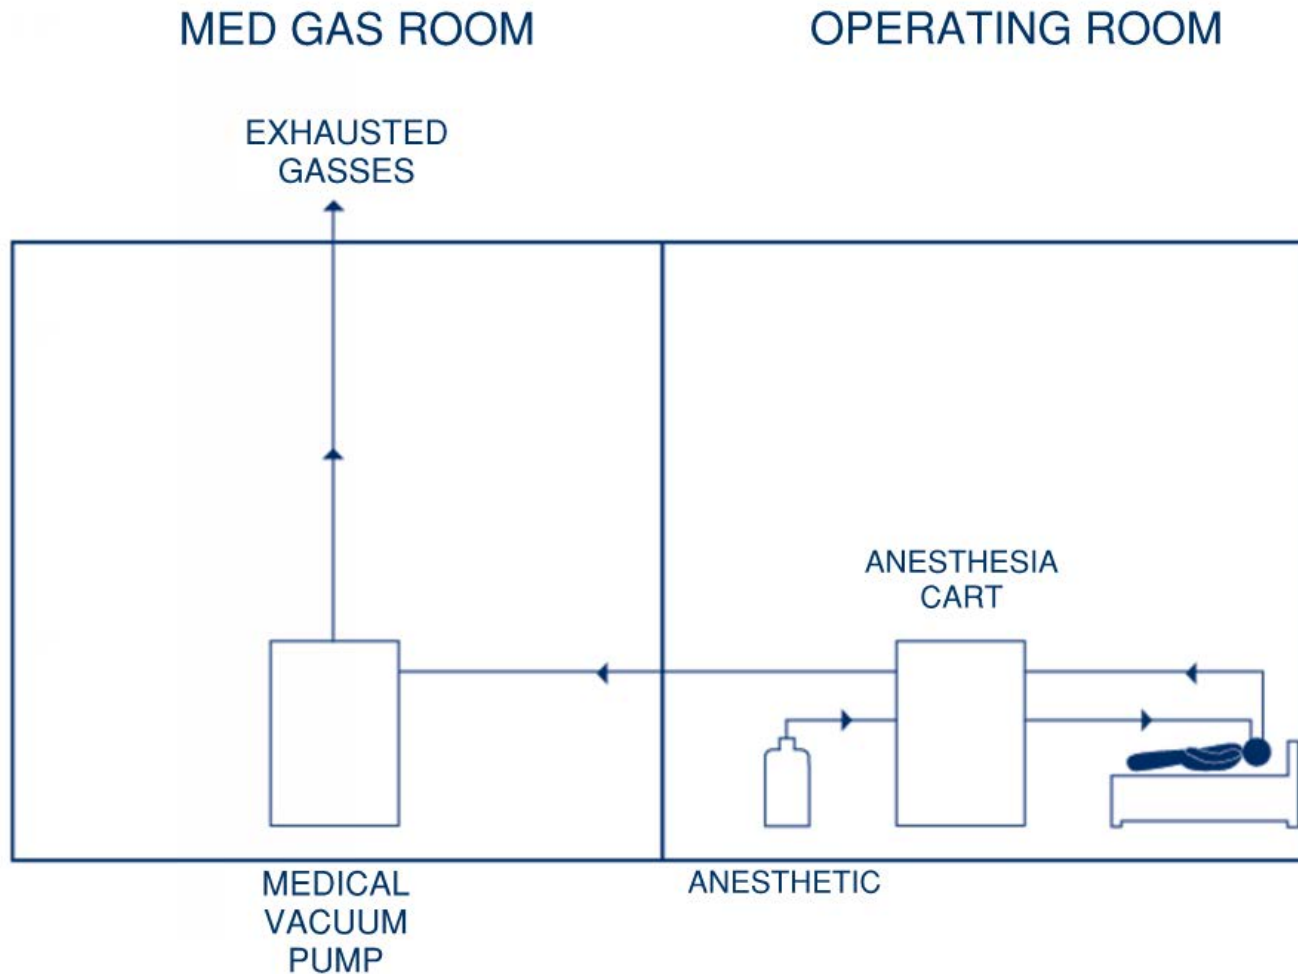 MED GAS ROOM
OPERATING ROOM
EXHAUSTED
GASSES
ANESTHESIA
CART
MEDICAL
VACUUM
PUMP
ANESTHETIC